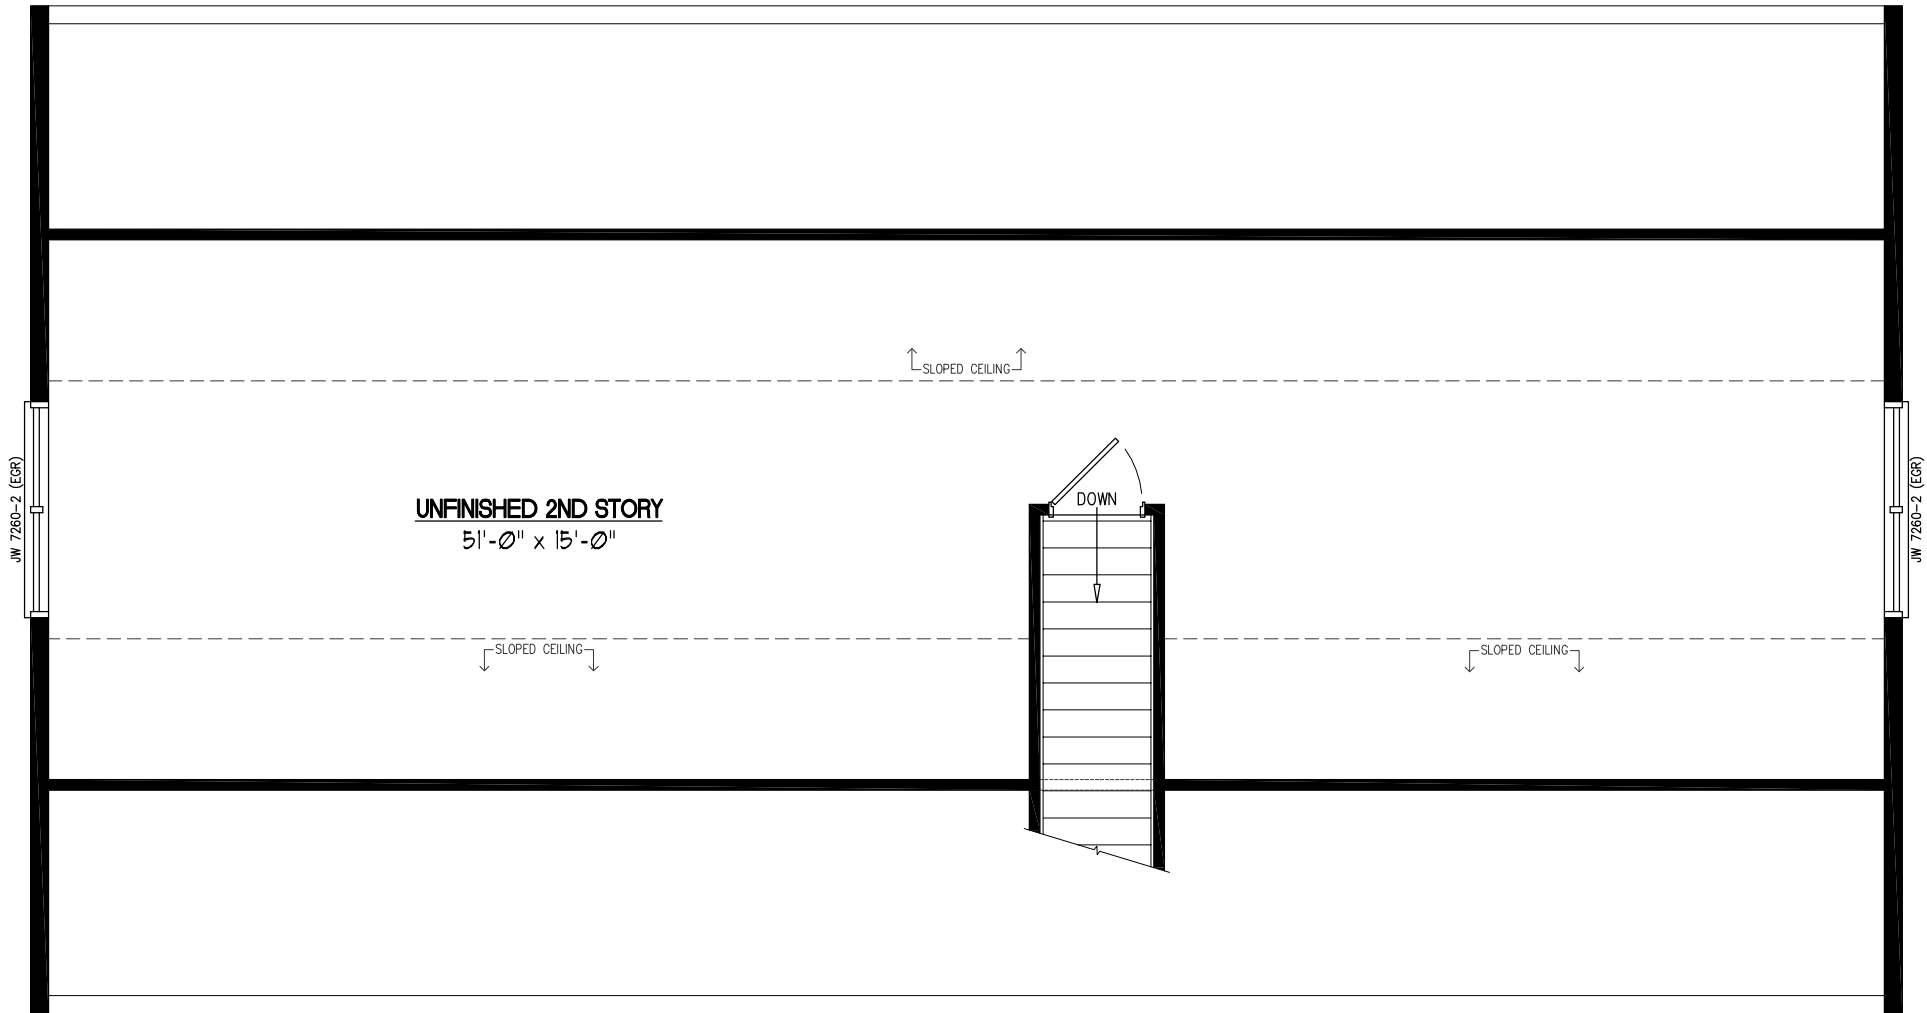 SLOPED CEILING
JW 7260-2 (EGR)
JW 7260-2 (EGR)
DOWN
UNFINISHED 2ND STORY
51'-0" x 15'-0"
SLOPED CEILING
SLOPED CEILING